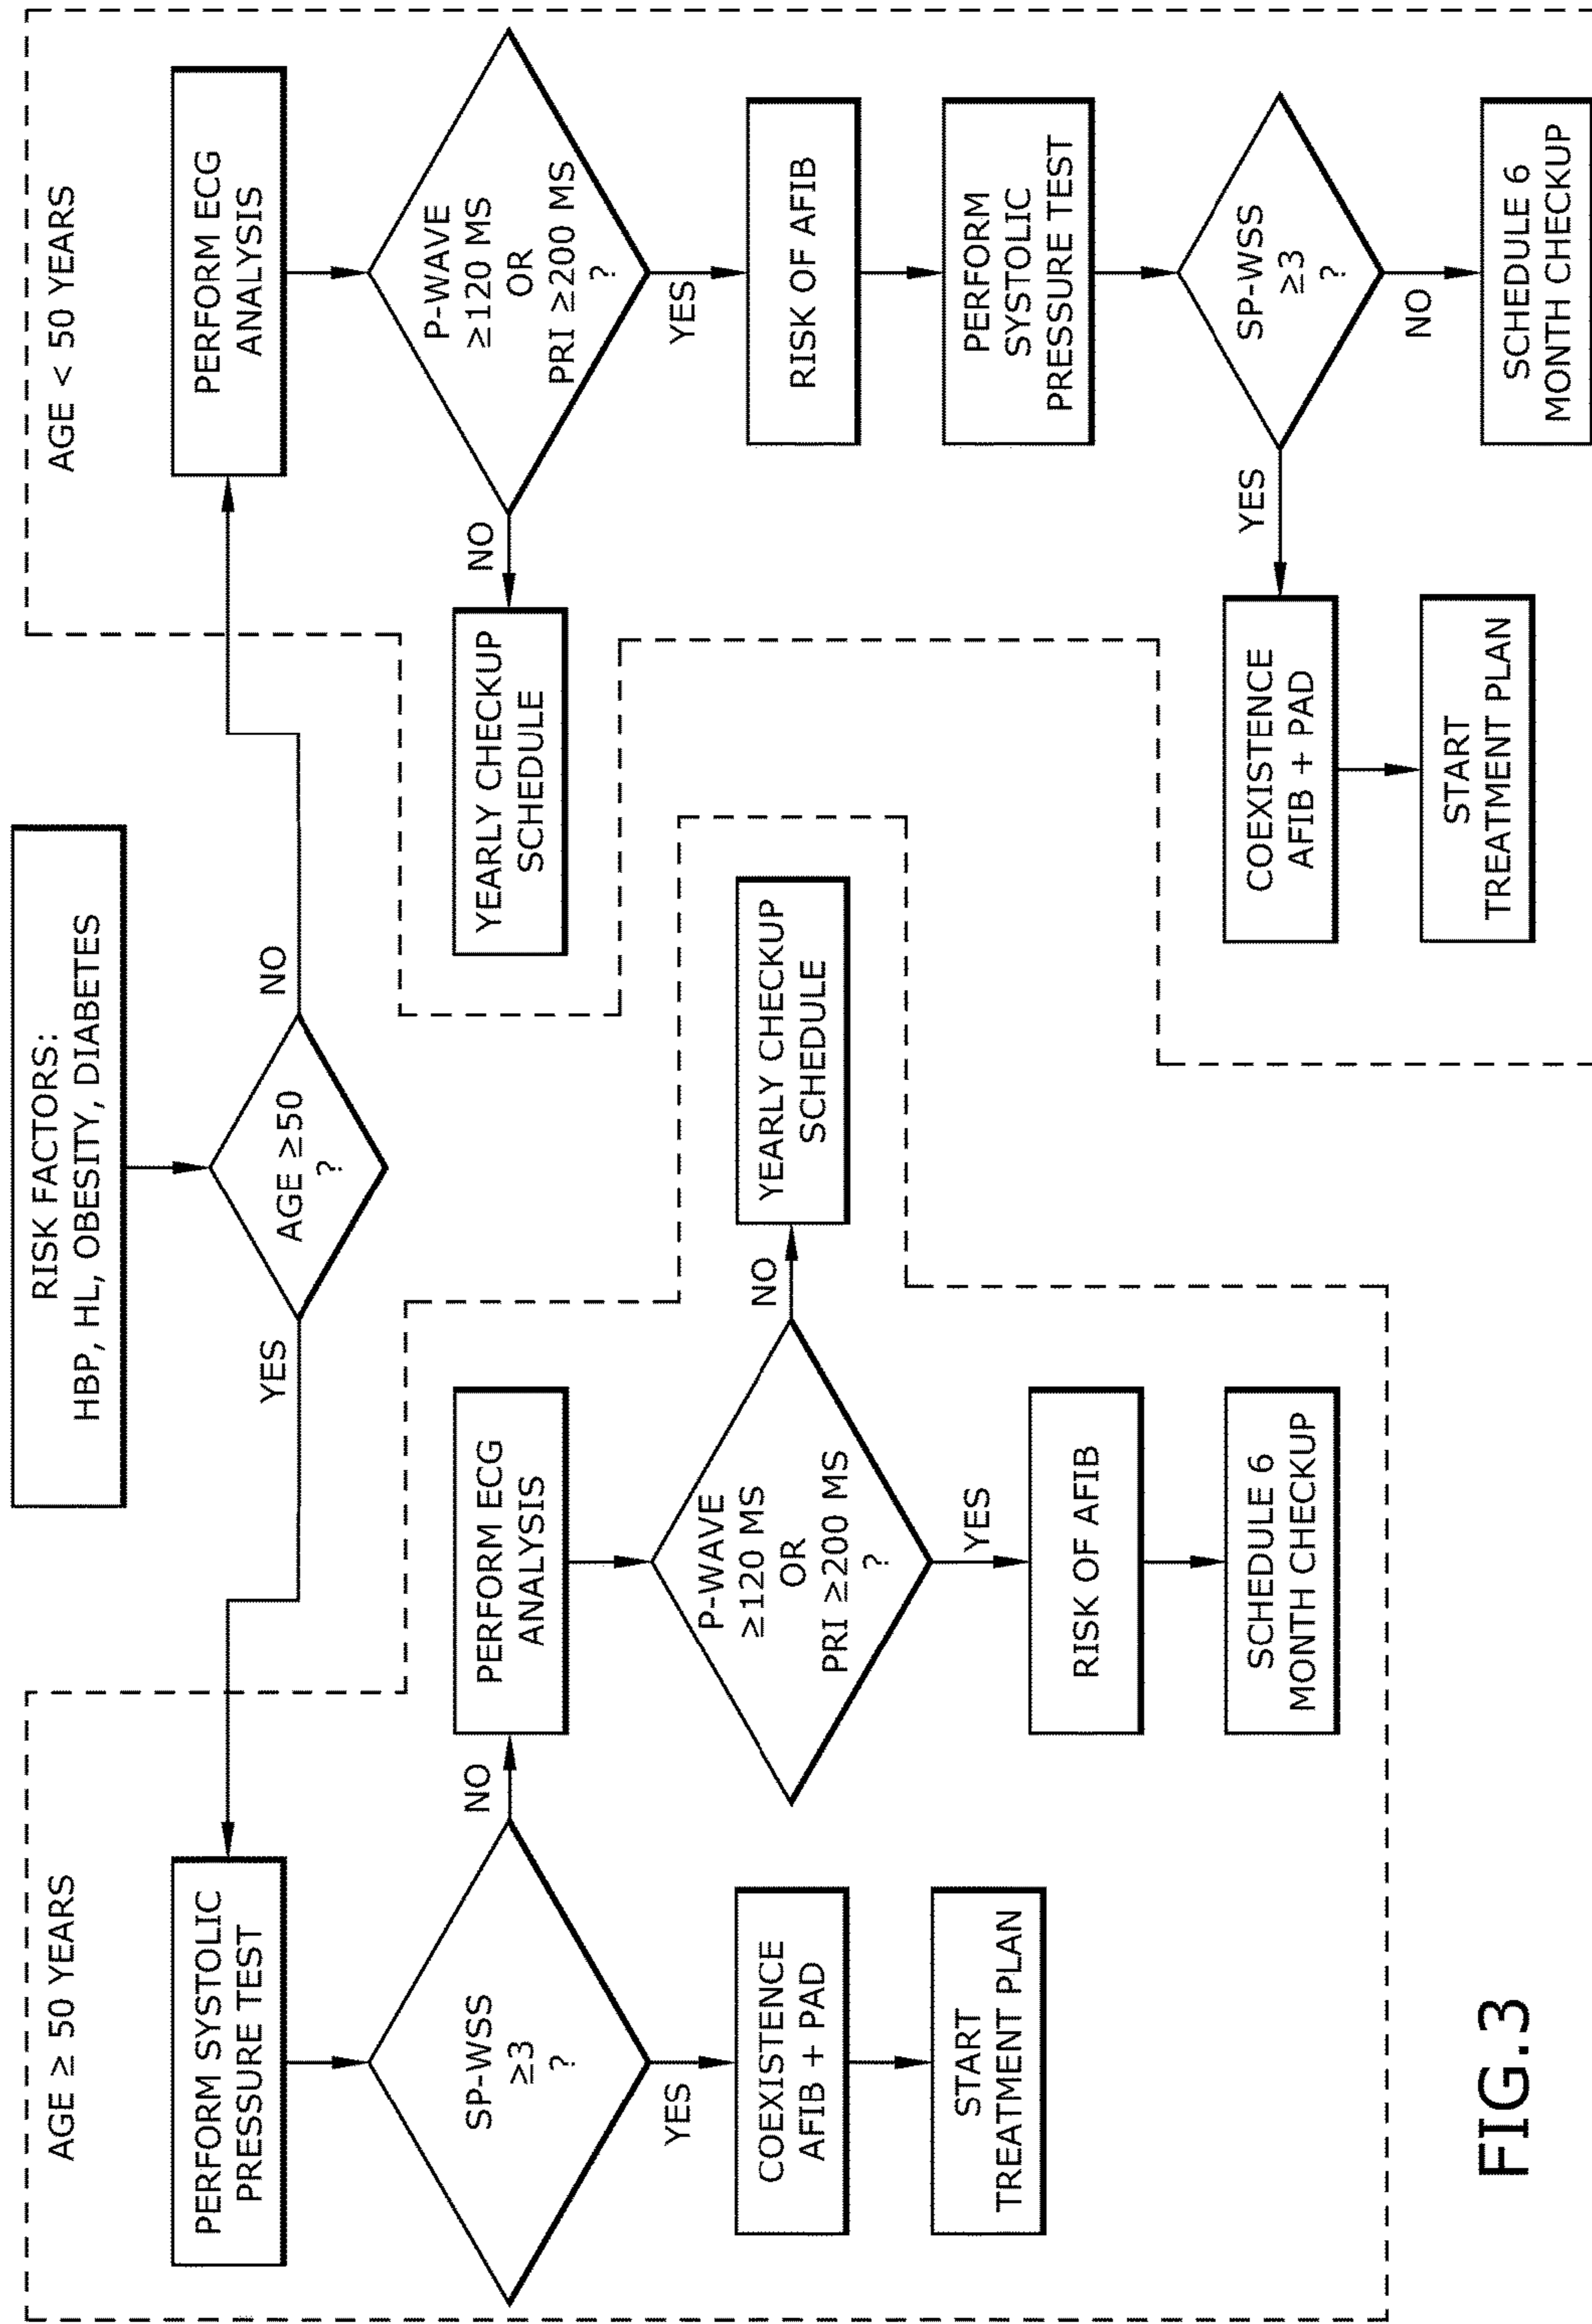 RISK FACTORS:
HBP, HL, OBESITY, DIABETES
AGE ≥50
?
YES
NO
AGE ≥ 50 YEARS
PERFORM SYSTOLIC
PRESSURE TEST
SP-WSS
≥3
?
NO
YES
COEXISTENCE
AFIB + PAD
START
TREATMENT PLAN
PERFORM ECG
ANALYSIS
P-WAVE
≥120 MS
OR
PRI ≥200 MS
?
NO
YEARLY CHECKUP
SCHEDULE
YES
RISK OF AFIB
SCHEDULE 6
MONTH CHECKUP
AGE < 50 YEARS
PERFORM ECG
ANALYSIS
P-WAVE
≥120 MS
OR
PRI ≥200 MS
?
NO
YEARLY CHECKUP
SCHEDULE
YES
RISK OF AFIB
PERFORM
SYSTOLIC
PRESSURE TEST
SP-WSS
≥3
?
YES
COEXISTENCE
AFIB + PAD
START
TREATMENT PLAN
NO
SCHEDULE 6
MONTH CHECKUP
FIG.3